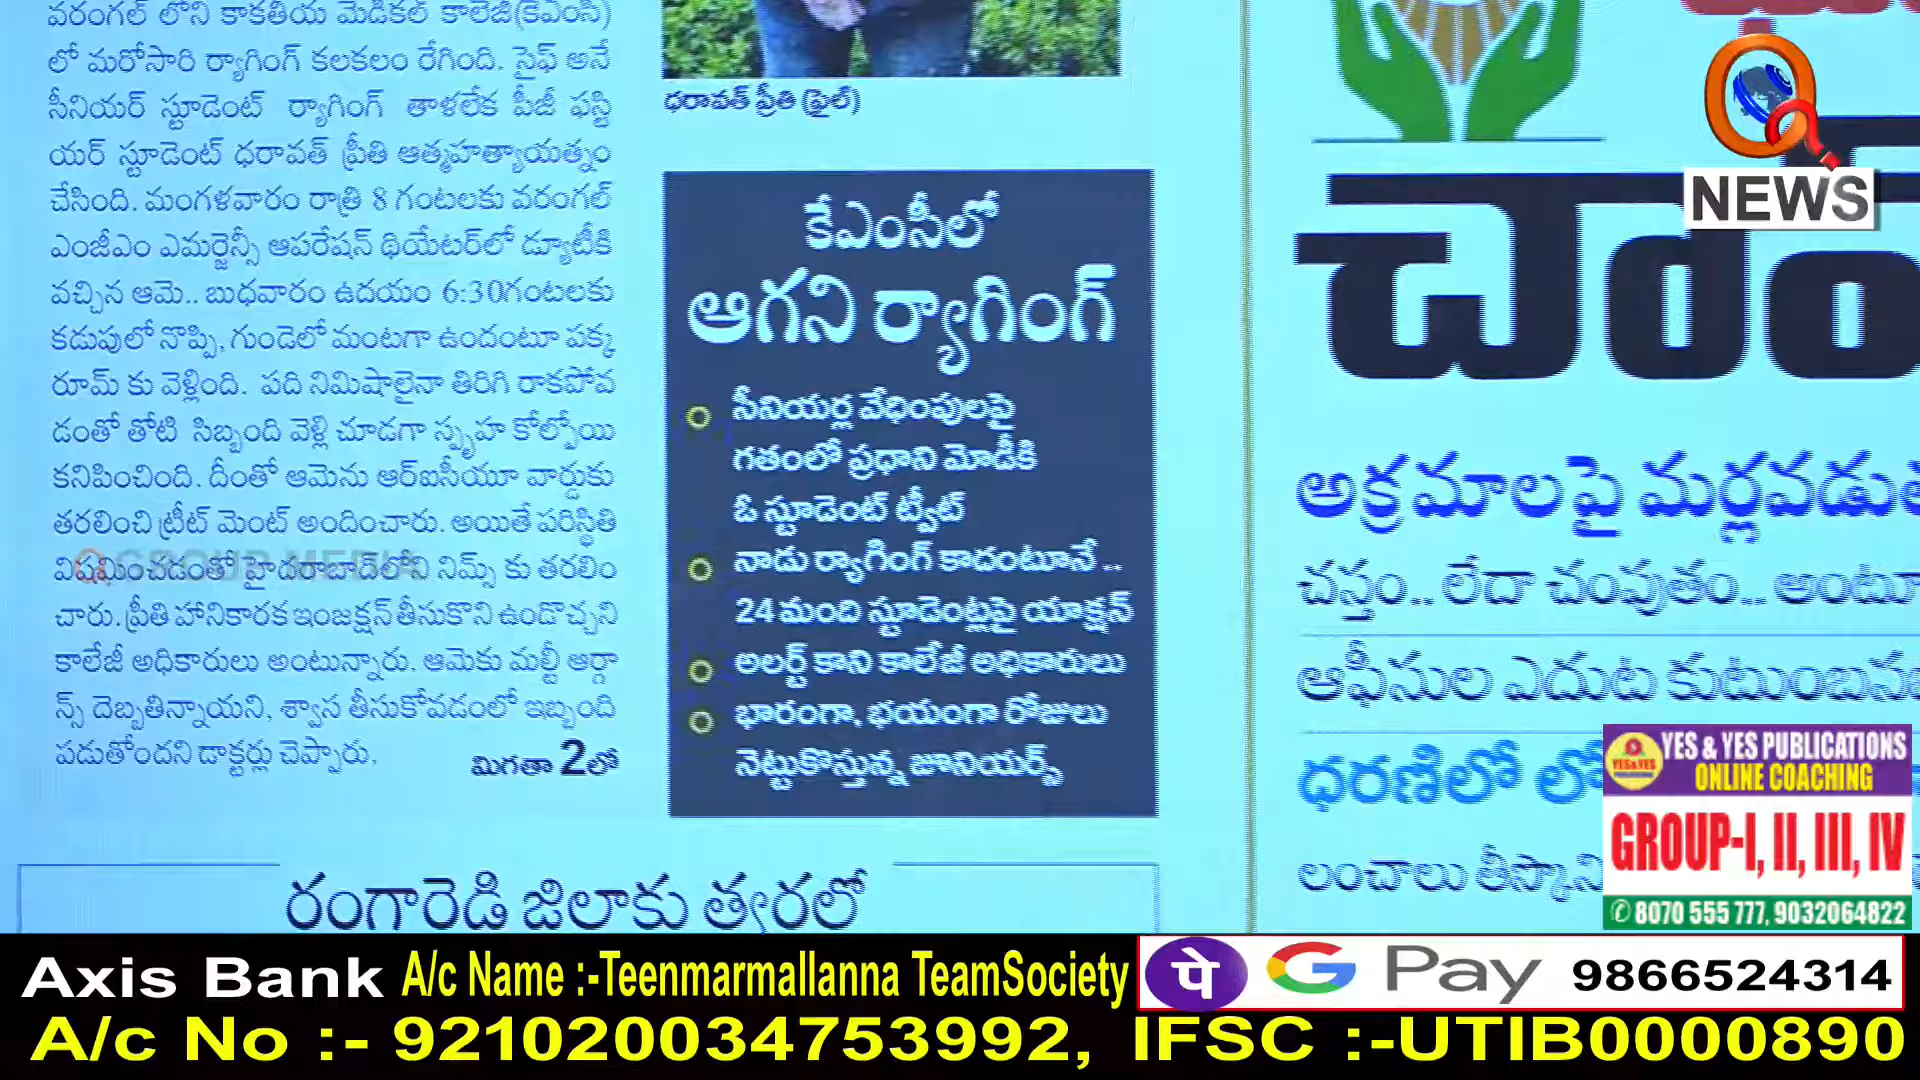 వరంగల్ లోని కాకతీయ మెడికల్ కాలేజీ(కేఎంసీ)
లో మరోసారి ర్యాగింగ్ కలకలం రేగింది. సైఫ్ అనే
సీనియర్ స్టూడెంట్ ర్యాగింగ్ తాళలేక పీజీ ఫస్ట్
యర్ స్టూడెంట్ ధరావత్ ప్రీతి ఆత్మహత్యాయత్నం
చేసింది. మంగళవారం రాత్రి 8 గంటలకు వరంగల్
ఎంజీఎం ఎమర్జెన్సీ ఆపరేషన్ థియేటర్‌లో డ్యూటీకి
వచ్చిన ఆమె.. బుధవారం ఉదయం 6:30గంటలకు
కడుపులో నొప్పి, గుండెలో మంటగా ఉందంటూ పక్క
రూమ్ కు వెళ్లింది. పది నిమిషాలైనా తిరిగి రాకపోవ
డంతో తోటి సిబ్బంది వెళ్లి చూడగా స్పృహ కోల్పోయి
కనిపించింది. దీంతో ఆమెను ఆర్ఐసీయూ వార్డుకు
తరలించి ట్రీట్ మెంట్ అందించారు. అయితే పరిస్థితి
విషమించడంతో హైదరాబాద్‌లోని నిమ్స్ కు తరలిం
చారు. ప్రీతి హానికారక ఇంజక్షన్ తీసుకొని ఉండొచ్చని
కాలేజీ అధికారులు అంటున్నారు. ఆమెకు మల్టీ ఆర్గా
న్స్ దెబ్బతిన్నాయని, శ్వాస తీసుకోవడంలో ఇబ్బంది
పడుతోందని డాక్టర్లు చెప్పారు.
మిగతా 2లో
Q GROUP MEDIA
ధరావత్ ప్రీతి (ఫైల్)
కేఎంసీలో
ఆగని ర్యాగింగ్
సీనియర్ల వేధింపులపై
గతంలో ప్రధాని మోడీకి
ఓ స్టూడెంట్ ట్వీట్
నాడు ర్యాగింగ్ కాదంటూనే ..
24 మంది స్టూడెంట్లపై యాక్షన్
అలర్ట్ కాని కాలేజీ అధికారులు
భారంగా, భయంగా రోజులు
నెట్టుకొస్తున్న జూనియర్స్
రంగారెడి జిలాకు త్వరలో
అక్రమాలపై మర్లవడుత
చస్తం.. లేదా చంపుతం.. అంటూ
ఆఫీసుల ఎదుట కుటుంబస
ధరణిలో లో
లంచాలు తీస్కొని
Q NEWS
YES & YES PUBLICATIONS
ONLINE COACHING
GROUP-I, II, III, IV
8070 555 777, 9032064822
Axis Bank A/c Name :-Teenmarmallanna TeamSociety
पे G Pay 9866524314
A/c No :- 921020034753992, IFSC :-UTIB0000890